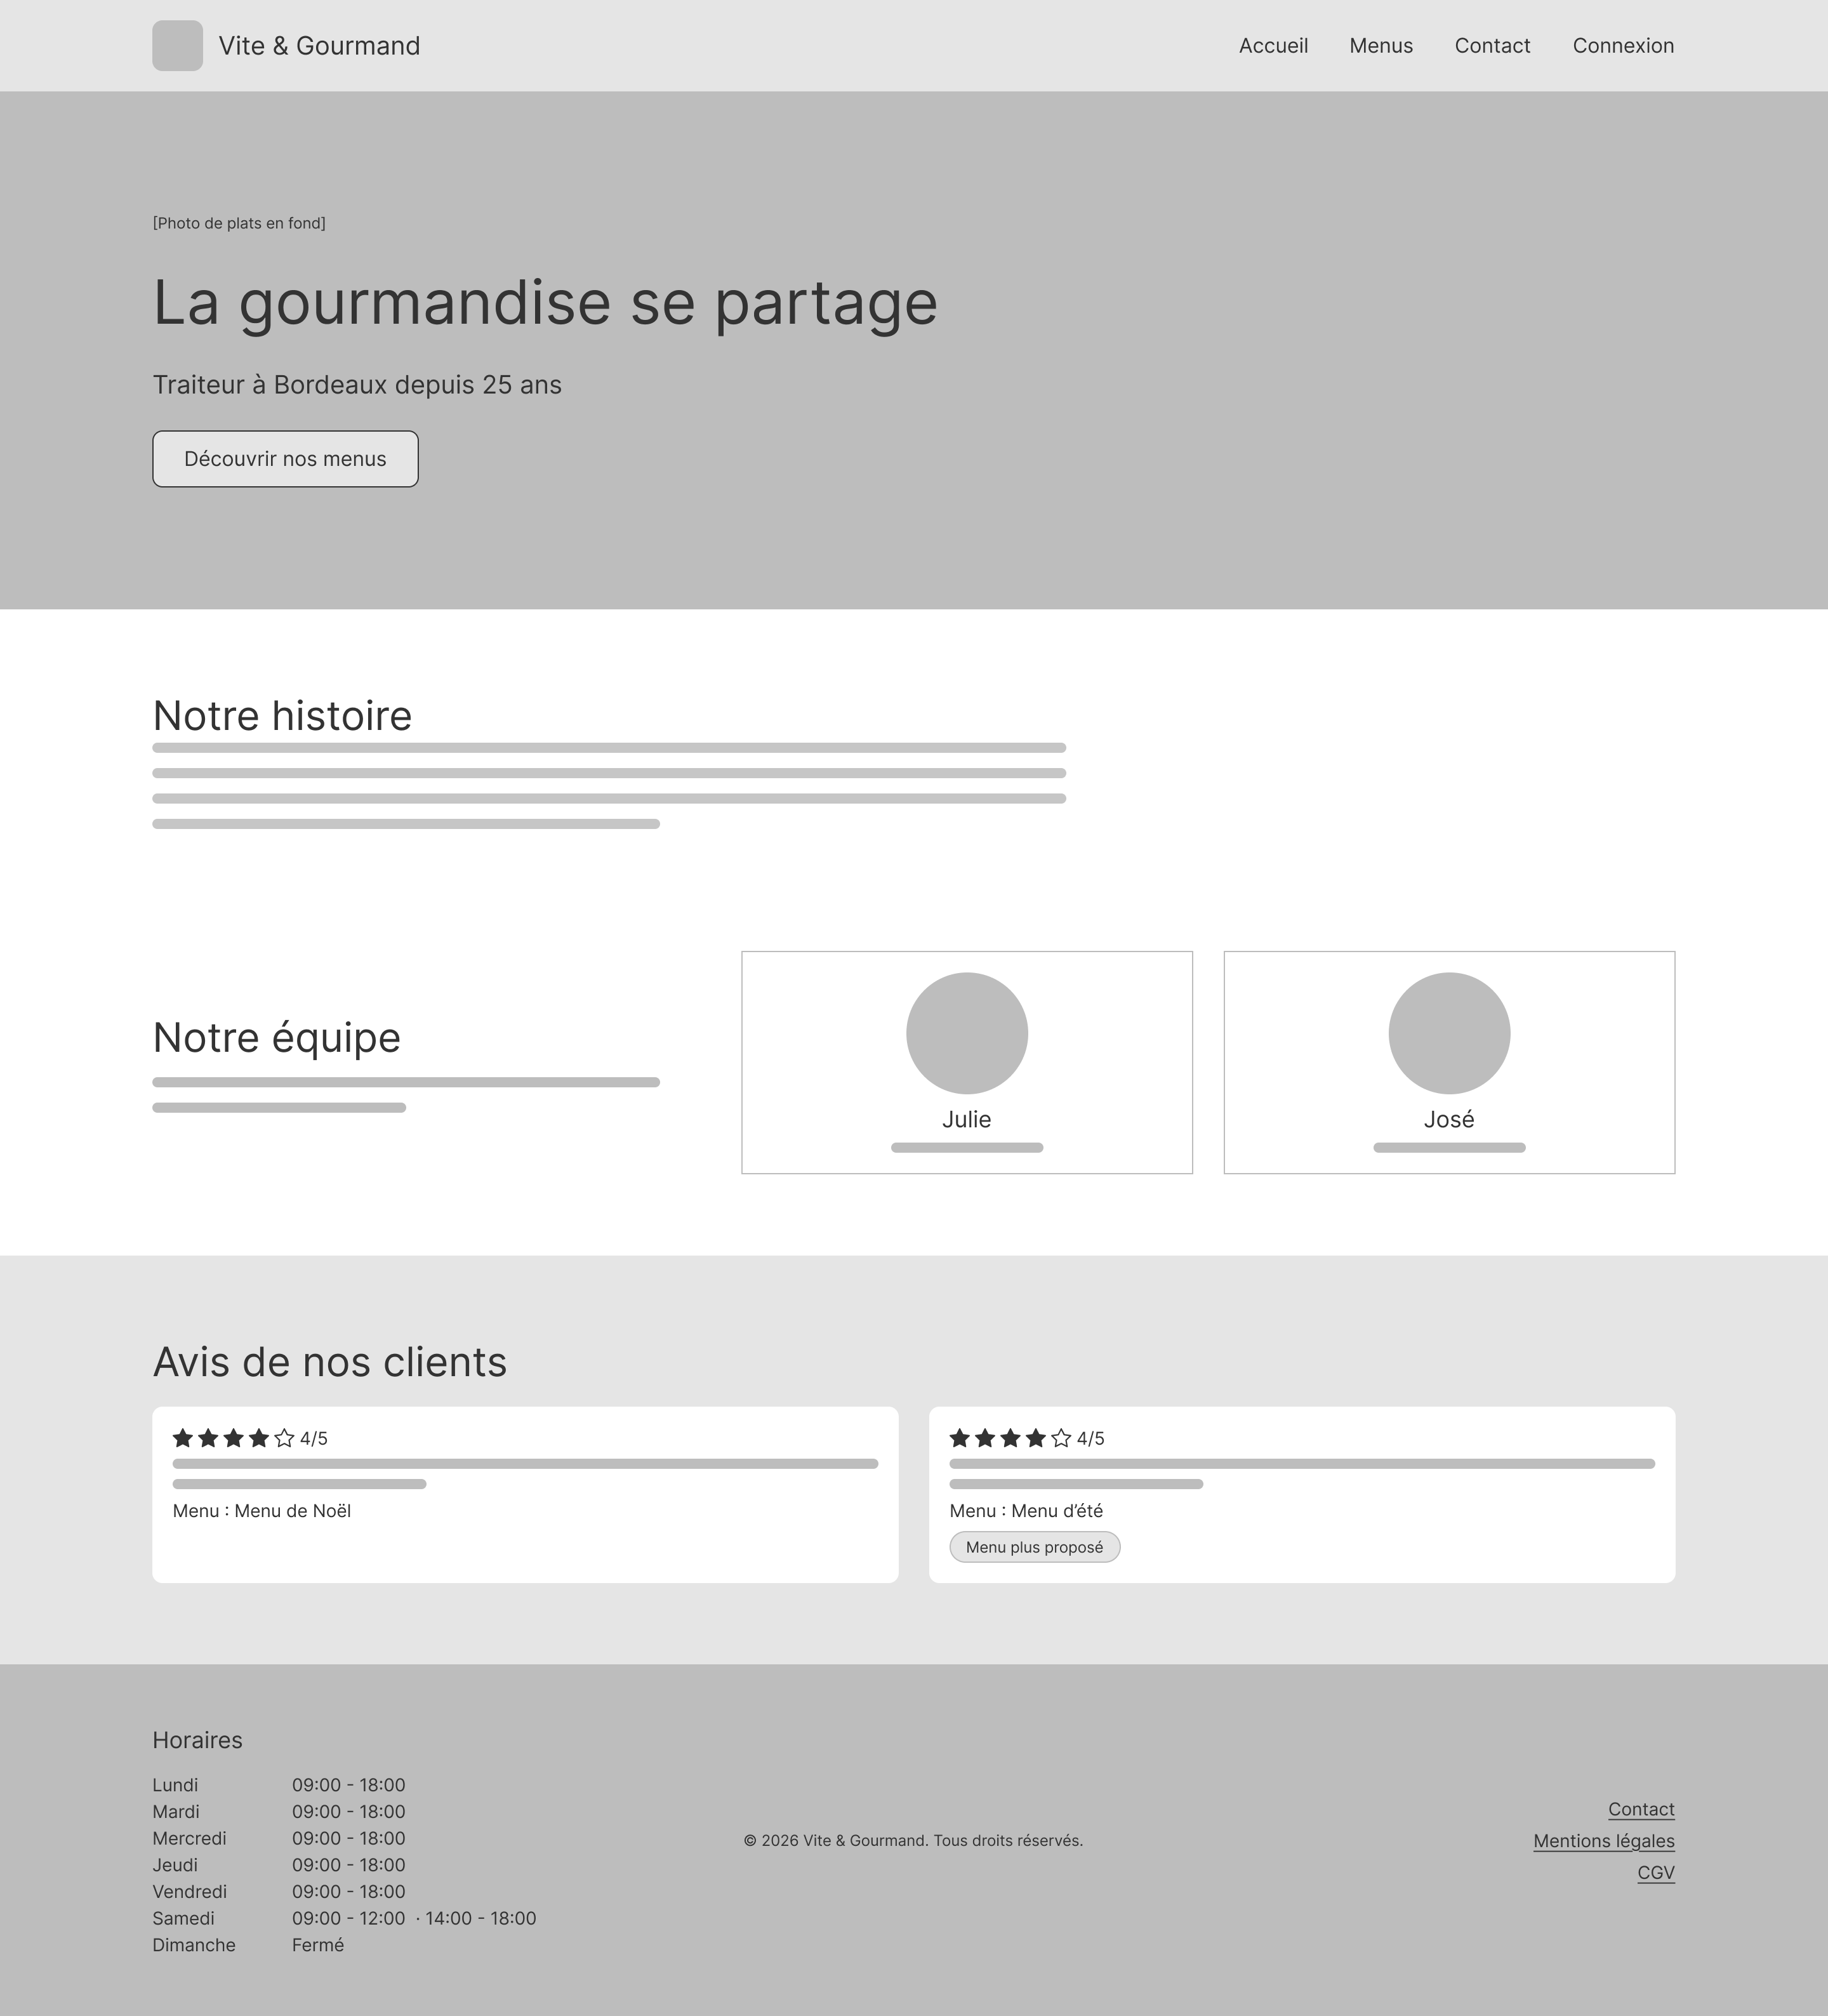 Vite & Gourmand
Accueil Menus Contact Connexion
[Photo de plats en fond]
La gourmandise se partage
Traiteur à Bordeaux depuis 25 ans
Découvrir nos menus
Notre histoire
Notre équipe
Julie
José
Avis de nos clients
4/5
Menu : Menu de Noël
4/5
Menu : Menu d’été
Menu plus proposé
Horaires
Lundi 09:00 - 18:00
Mardi 09:00 - 18:00
Mercredi 09:00 - 18:00
Jeudi 09:00 - 18:00
Vendredi 09:00 - 18:00
Samedi 09:00 - 12:00 · 14:00 - 18:00
Dimanche Fermé
© 2026 Vite & Gourmand. Tous droits réservés.
Contact
Mentions légales
CGV